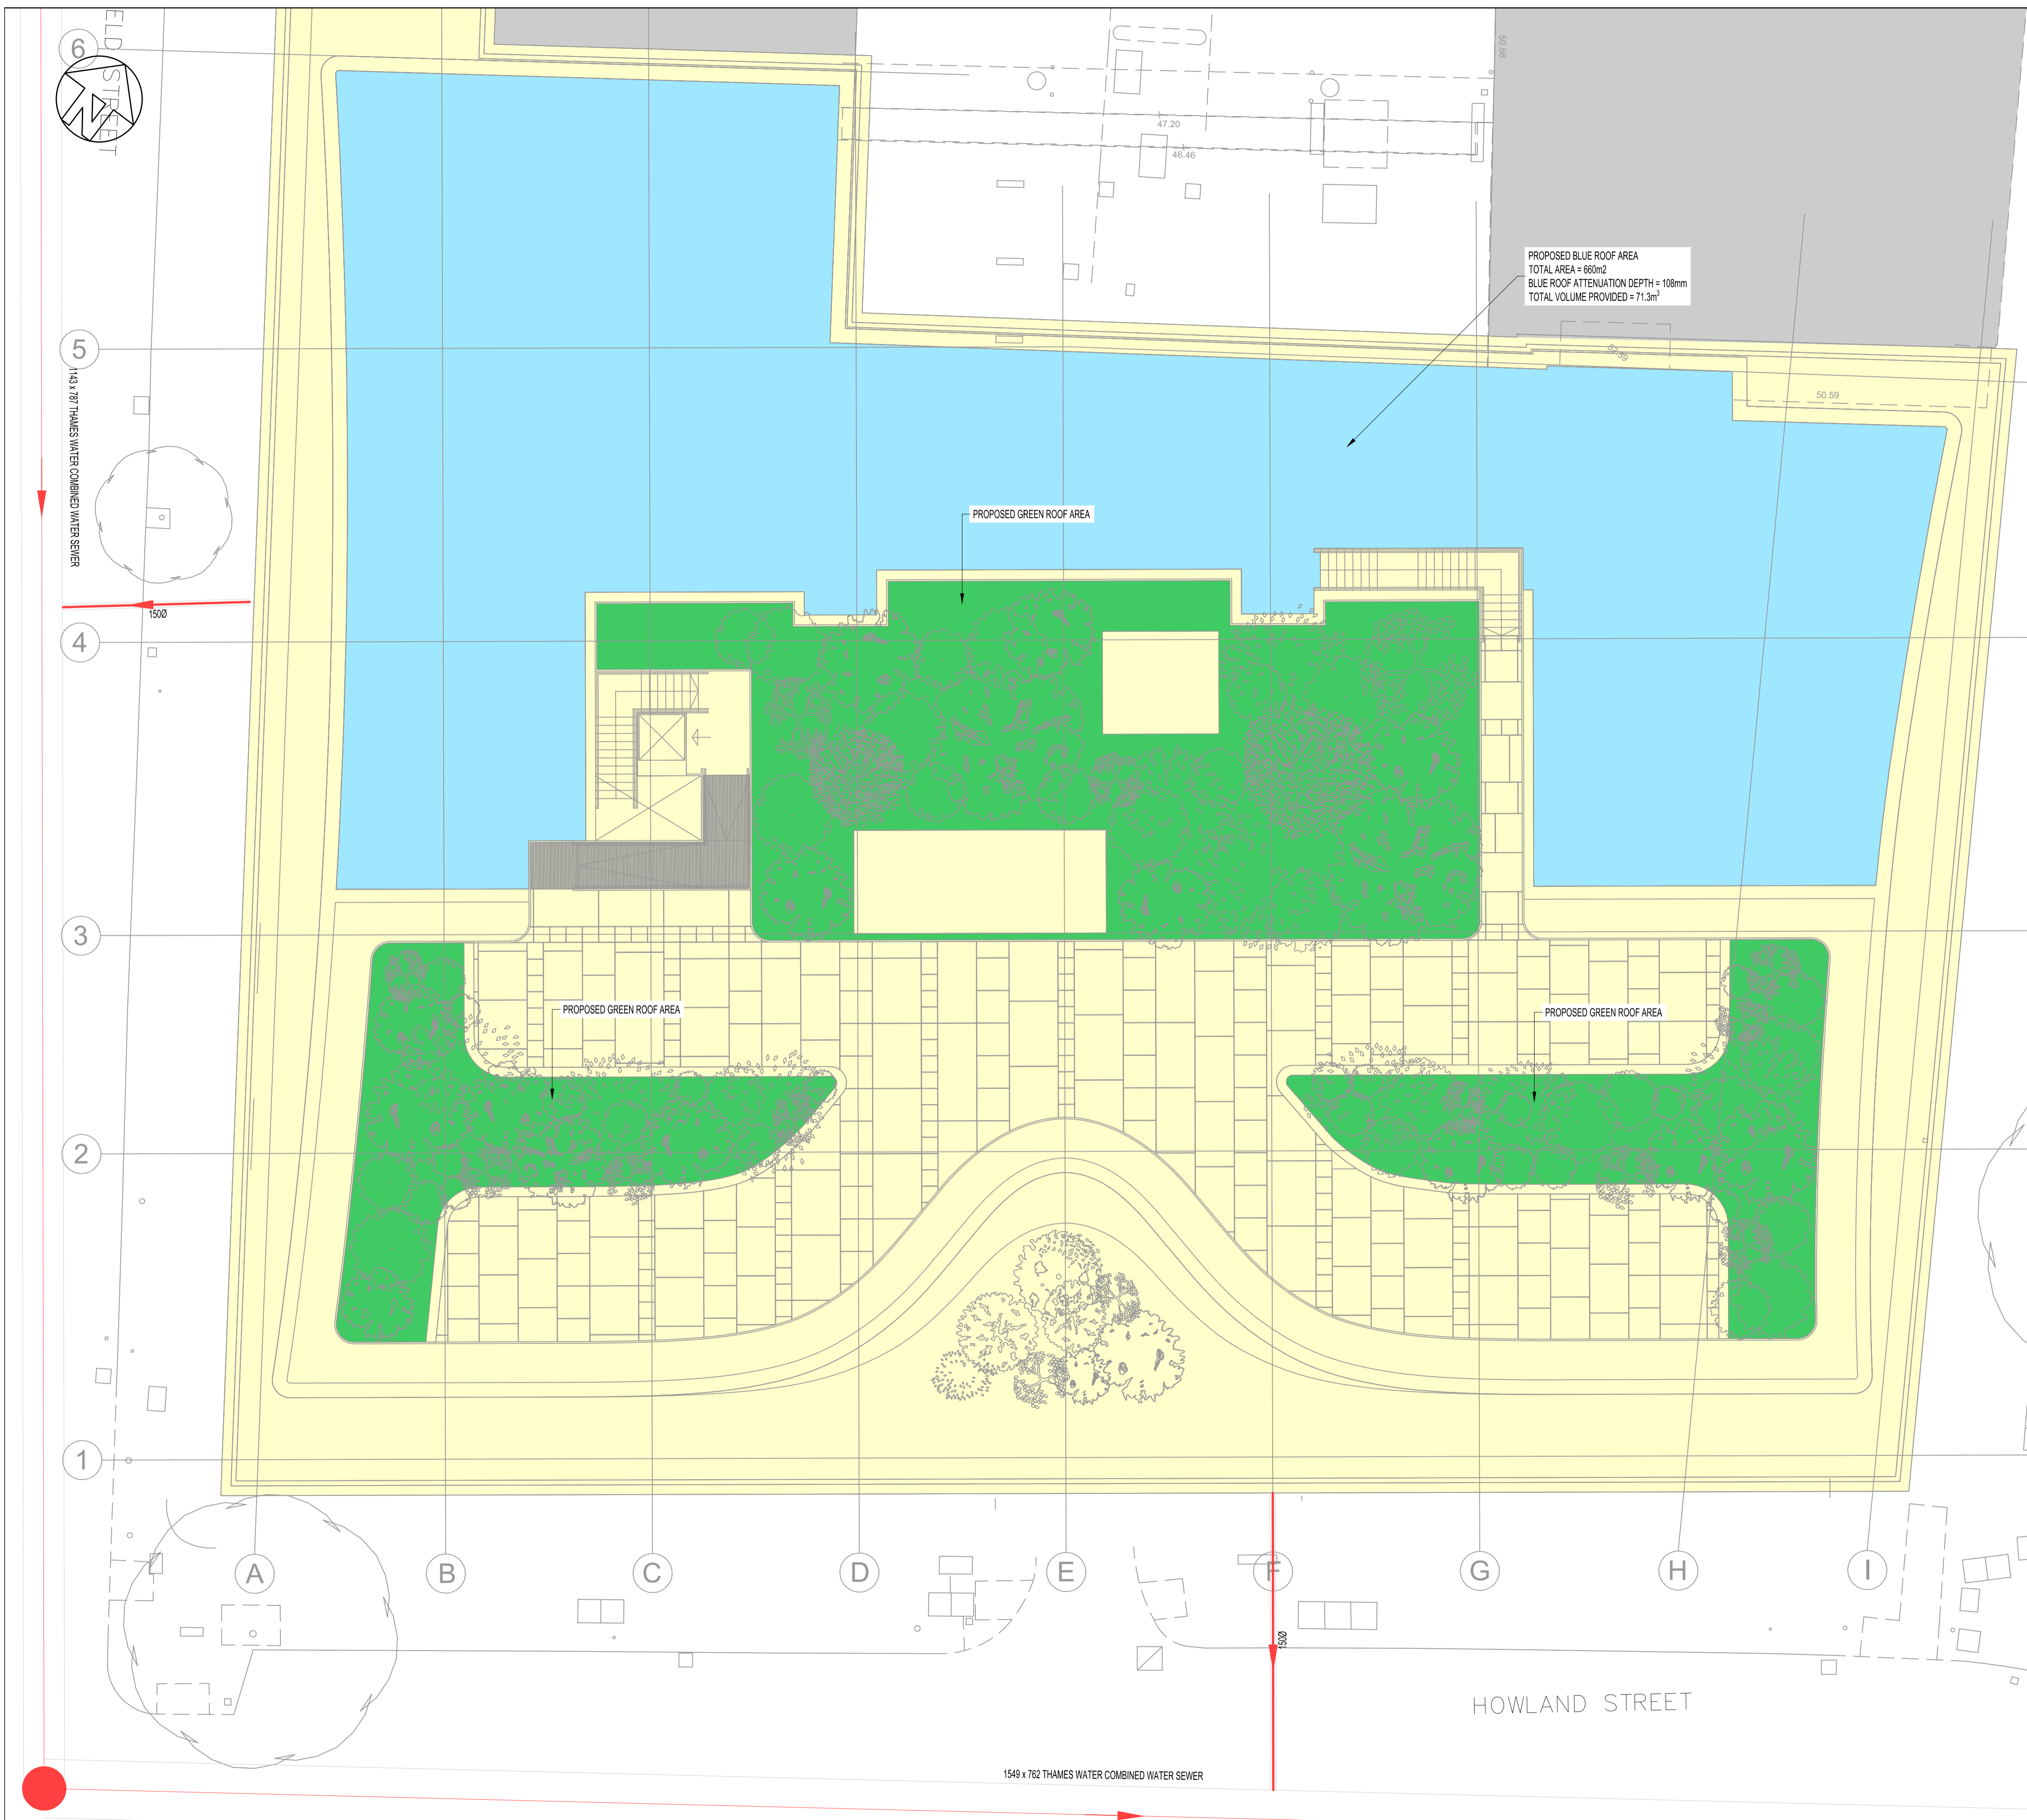 6
ELD STREET
N
50.56
47.20
46.46
PROPOSED BLUE ROOF AREA
TOTAL AREA = 660m2
BLUE ROOF ATTENUATION DEPTH = 108mm
TOTAL VOLUME PROVIDED = 71.3m³
5
50.59
1143 x 787 THAMES WATER COMBINED WATER SEWER
PROPOSED GREEN ROOF AREA
150Ø
4
3
PROPOSED GREEN ROOF AREA
PROPOSED GREEN ROOF AREA
2
1
A B C D E F G H I
150Ø
HOWLAND STREET
1549 x 762 THAMES WATER COMBINED WATER SEWER